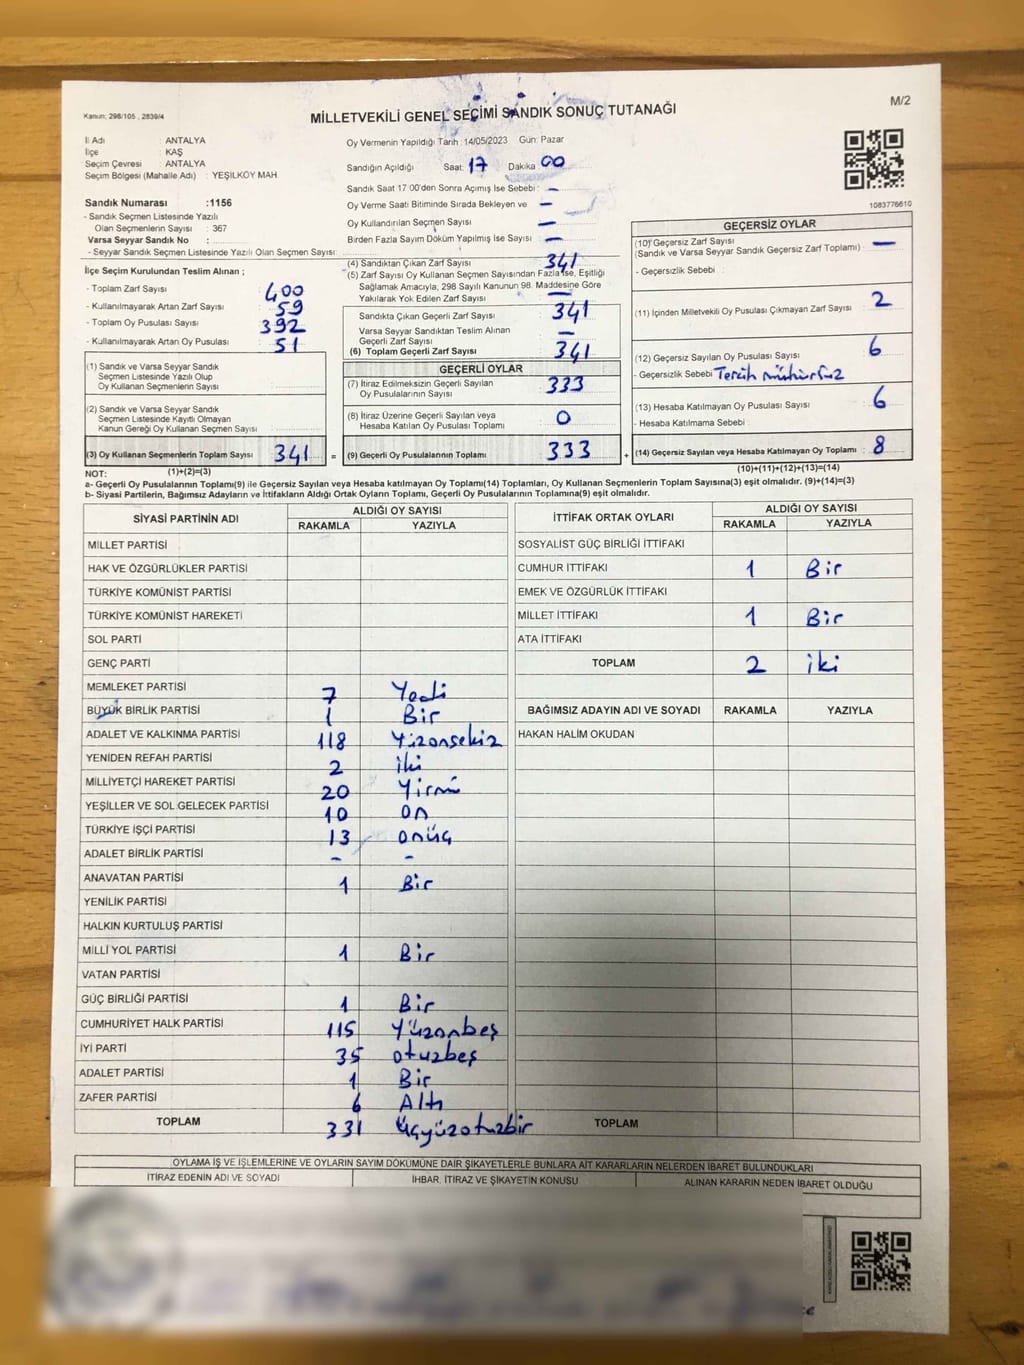 Kanun: 298/105, 2839/4
MİLLETVEKİLİ GENEL SEÇİMİ SANDIK SONUÇ TUTANAĞI
M/2
İl Adı : ANTALYA
İlçe : KAŞ
Seçim Çevresi : ANTALYA
Seçim Bölgesi (Mahalle Adı) : YEŞİLKÖY MAH.
Oy Vermenin Yapıldığı Tarih :14/05/2023 Gün: Pazar
Sandığın Açıldığı Saat: 17 Dakika: 00
Sandık Saat 17:00'den Sonra Açımış İse Sebebi : -
Oy Verme Saati Bitiminde Sırada Bekleyen ve -
Oy Kullandırılan Seçmen Sayısı -
Birden Fazla Sayım Döküm Yapılmış İse Sayısı -
1083776610
Sandık Numarası :1156
- Sandık Seçmen Listesinde Yazılı
Olan Seçmenlerin Sayısı : 367
Varsa Seyyar Sandık No :
- Seyyar Sandık Seçmen Listesinde Yazılı Olan Seçmen Sayısı:
İlçe Seçim Kurulundan Teslim Alınan ;
- Toplam Zarf Sayısı 400
- Kullanılmayarak Artan Zarf Sayısı 59
- Toplam Oy Pusulası Sayısı 392
- Kullanılmayarak Artan Oy Pusulası 51
(1) Sandık ve Varsa Seyyar Sandık
Seçmen Listesinde Yazılı Olup
Oy Kullanan Seçmenlerin Sayısı
(2) Sandık ve Varsa Seyyar Sandık
Seçmen Listesinde Kayıtlı Olmayan
Kanun Gereği Oy Kullanan Seçmen Sayısı
(3) Oy Kullanan Seçmenlerin Toplam Sayısı 341 =
(4) Sandıktan Çıkan Zarf Sayısı 341
(5) Zarf Sayısı Oy Kullanan Seçmen Sayısından Fazla ise, Eşitliği
Sağlamak Amacıyla, 298 Sayılı Kanunun 98. Maddesine Göre
Yakılarak Yok Edilen Zarf Sayısı -
Sandıkta Çıkan Geçerli Zarf Sayısı 341
Varsa Seyyar Sandıktan Teslim Alınan
Geçerli Zarf Sayısı -
(6) Toplam Geçerli Zarf Sayısı 341
GEÇERLİ OYLAR
(7) İtiraz Edilmeksizin Geçerli Sayılan
Oy Pusulalarının Sayısı 333
(8) İtiraz Üzerine Geçerli Sayılan veya
Hesaba Katılan Oy Pusulası Toplamı 0
(9) Geçerli Oy Pusulalarının Toplamı 333 +
GEÇERSİZ OYLAR
(10) Geçersiz Zarf Sayısı -
(Sandık ve Varsa Seyyar Sandık Geçersiz Zarf Toplamı)
- Geçersizlik Sebebi :
(11) İçinden Milletvekili Oy Pusulası Çıkmayan Zarf Sayısı 2
(12) Geçersiz Sayılan Oy Pusulası Sayısı 6
- Geçersizlik Sebebi Tercih mühürsüz
(13) Hesaba Katılmayan Oy Pusulası Sayısı 6
- Hesaba Katılmama Sebebi :
(14) Geçersiz Sayılan veya Hesaba Katılmayan Oy Toplamı 8
NOT: (1)+(2)=(3) (10)+(11)+(12)+(13)=(14)
a- Geçerli Oy Pusulalarının Toplamı(9) ile Geçersiz Sayılan veya Hesaba katılmayan Oy Toplamı(14) Toplamları, Oy Kullanan Seçmenlerin Toplam Sayısına(3) eşit olmalıdır. (9)+(14)=(3)
b- Siyasi Partilerin, Bağımsız Adayların ve İttifakların Aldığı Ortak Oyların Toplamı, Geçerli Oy Pusulalarının Toplamına(9) eşit olmalıdır.
SİYASİ PARTİNİN ADI ALDIĞI OY SAYISI
RAKAMLA YAZIYLA
MİLLET PARTİSİ
HAK VE ÖZGÜRLÜKLER PARTİSİ
TÜRKİYE KOMÜNİST PARTİSİ
TÜRKİYE KOMÜNİST HAREKETİ
SOL PARTİ
GENÇ PARTİ
MEMLEKET PARTİSİ 7 Yedi
BÜYÜK BİRLİK PARTİSİ 1 Bir
ADALET VE KALKINMA PARTİSİ 118 Yüzonsekiz
YENİDEN REFAH PARTİSİ 2 iki
MİLLİYETÇİ HAREKET PARTİSİ 20 Yirmi
YEŞİLLER VE SOL GELECEK PARTİSİ 10 on
TÜRKİYE İŞÇİ PARTİSİ 13 onüç
ADALET BİRLİK PARTİSİ - -
ANAVATAN PARTİSİ 1 Bir
YENİLİK PARTİSİ
HALKIN KURTULUŞ PARTİSİ
MİLLİ YOL PARTİSİ 1 Bir
VATAN PARTİSİ
GÜÇ BİRLİĞİ PARTİSİ 1 Bir
CUMHURİYET HALK PARTİSİ 115 Yüzonbeş
İYİ PARTİ 35 otuzbeş
ADALET PARTİSİ 1 Bir
ZAFER PARTİSİ 6 Altı
TOPLAM 331 üçyüzotuzbir
İTTİFAK ORTAK OYLARI ALDIĞI OY SAYISI
RAKAMLA YAZIYLA
SOSYALİST GÜÇ BİRLİĞİ İTTİFAKI
CUMHUR İTTİFAKI 1 Bir
EMEK VE ÖZGÜRLÜK İTTİFAKI
MİLLET İTTİFAKI 1 Bir
ATA İTTİFAKI
TOPLAM 2 iki
BAĞIMSIZ ADAYIN ADI VE SOYADI RAKAMLA YAZIYLA
HAKAN HALİM OKUDAN
TOPLAM
OYLAMA İŞ VE İŞLEMLERİNE VE OYLARIN SAYIM DÖKÜMÜNE DAİR ŞİKAYETLERLE BUNLARA AİT KARARLARIN NELERDEN İBARET BULUNDUKLARI
İTİRAZ EDENİN ADI VE SOYADI İHBAR, İTİRAZ VE ŞİKAYETİN KONUSU ALINAN KARARIN NEDEN İBARET OLDUĞU